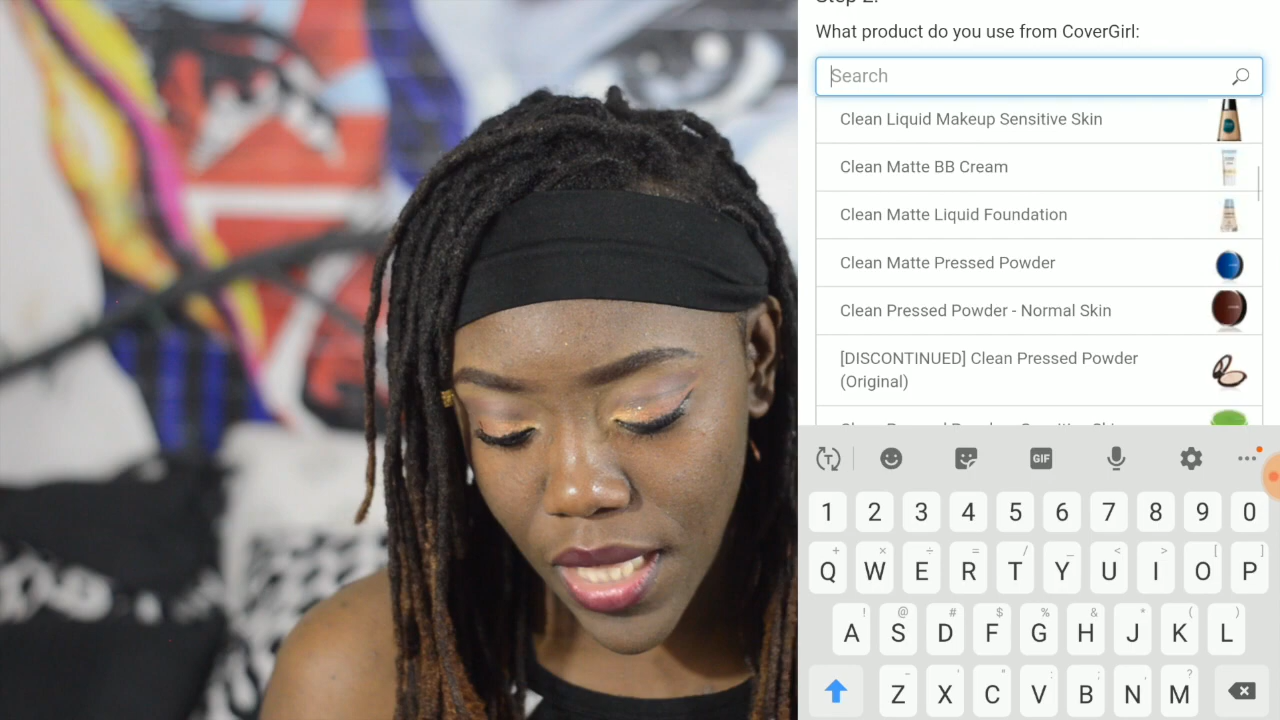 Step 2:
What product do you use from CoverGirl:
Search
Clean Liquid Makeup Sensitive Skin
Clean Matte BB Cream
Clean Matte Liquid Foundation
Clean Matte Pressed Powder
Clean Pressed Powder - Normal Skin
[DISCONTINUED] Clean Pressed Powder
(Original)
GIF
1 2 3 4 5 6 7 8 9 0
+ × ÷ = / _ < > [ ]
Q W E R T Y U I O P
! @ # $ % & * ( )
A S D F G H J K L
Z X C V B N M